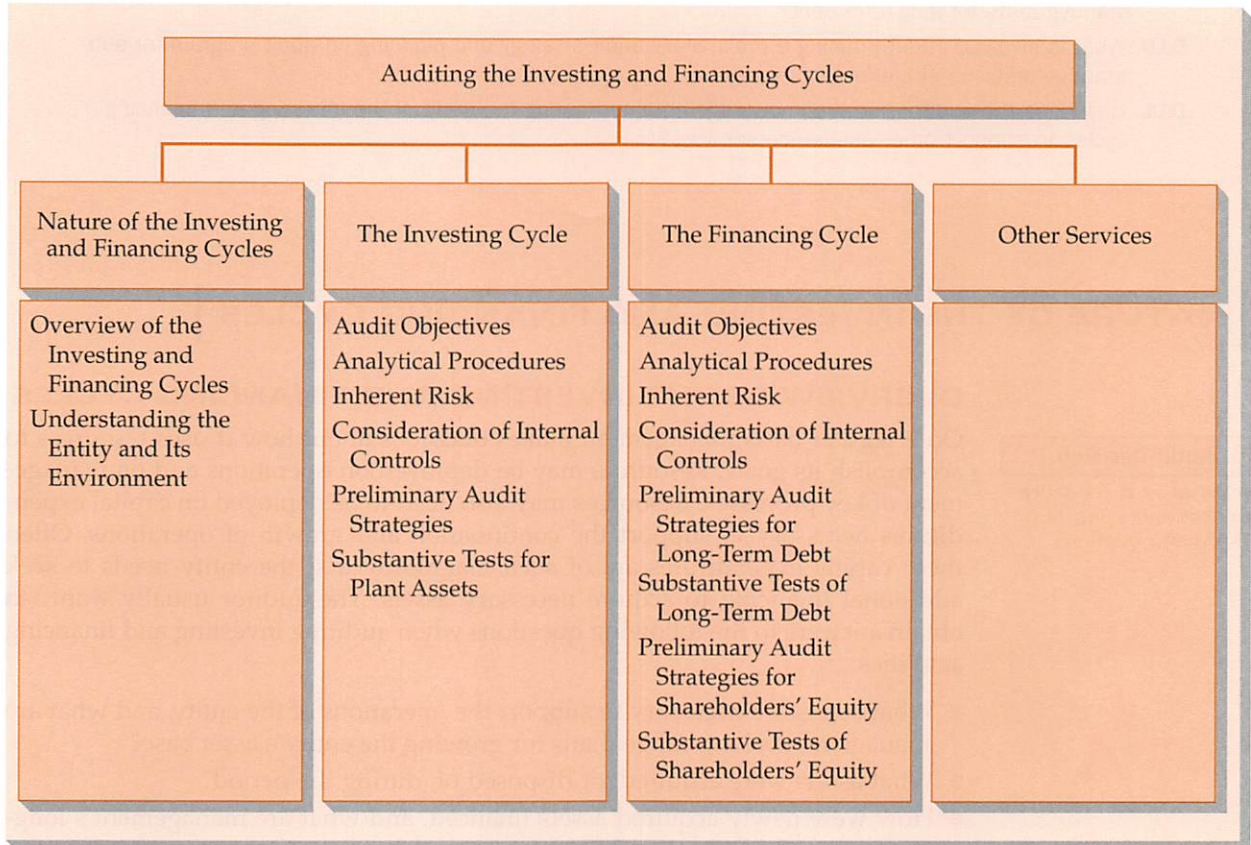 Auditing the Investing and Financing Cycles
Nature of the Investing
and Financing Cycles
The Investing Cycle
The Financing Cycle
Other Services
Overview of the
Investing and
Financing Cycles
Understanding the
Entity and Its
Environment
Audit Objectives
Analytical Procedures
Inherent Risk
Consideration of Internal
Controls
Preliminary Audit
Strategies
Substantive Tests for
Plant Assets
Audit Objectives
Analytical Procedures
Inherent Risk
Consideration of Internal
Controls
Preliminary Audit
Strategies for
Long-Term Debt
Substantive Tests of
Long-Term Debt
Preliminary Audit
Strategies for
Shareholders' Equity
Substantive Tests of
Shareholders' Equity